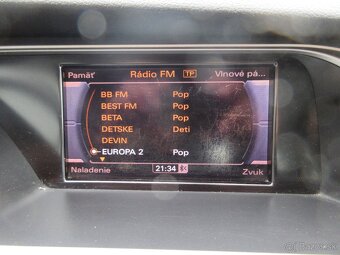 Pamäť Rádio FM TP Vlnové pá...
BB FM Pop
BEST FM Pop
BETA Pop
DETSKE Deti
DEVIN
EUROPA 2 Pop
Naladenie 21:34 Zvuk